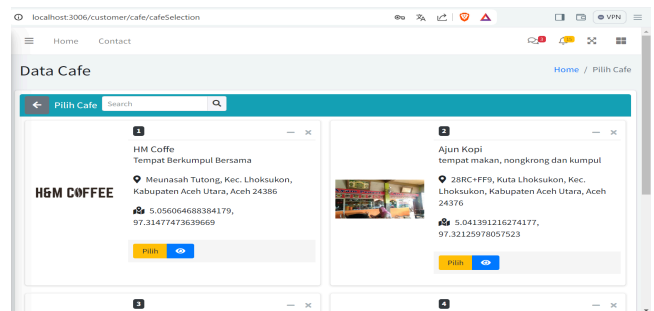 localhost:3006/customer/cafe/cafeSelection
VPN
Home Contact
3
Data Cafe
Home / Pilih Cafe
Pilih Cafe Search
1
HM Coffe
Tempat Berkumpul Bersama
Meunasah Tutong, Kec. Lhoksukon,
Kabupaten Aceh Utara, Aceh 24386
5.056064688384179,
97.31477473639669
Pilih
H&M COFFEE
2
Ajun Kopi
tempat makan, nongkrong dan kumpul
28RC+FF9, Kuta Lhoksukon, Kec.
Lhoksukon, Kabupaten Aceh Utara, Aceh
24376
5.041391216274177,
97.32125978057523
Pilih
3
4